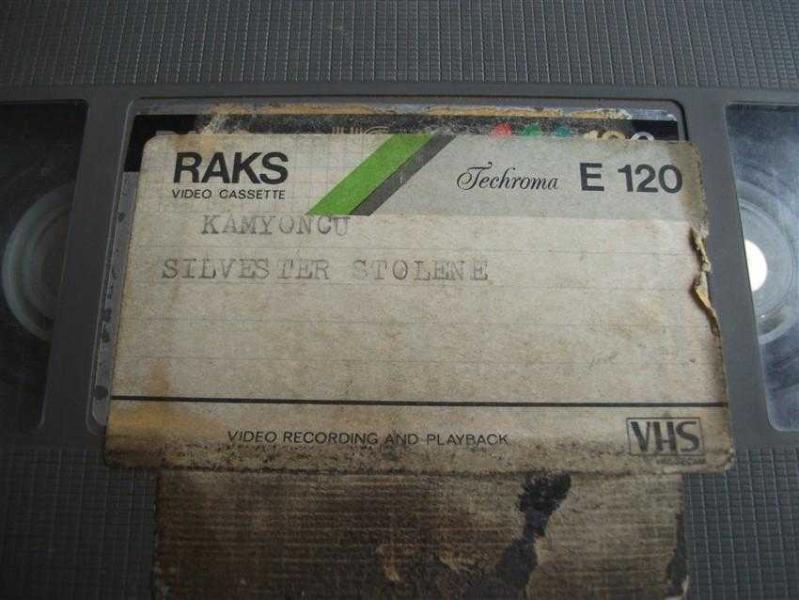 RAKS
VIDEO CASSETTE
Techroma E 120
KAMYONCU
SILVESTER STOLENE
VIDEO RECORDING AND PLAYBACK
VHS